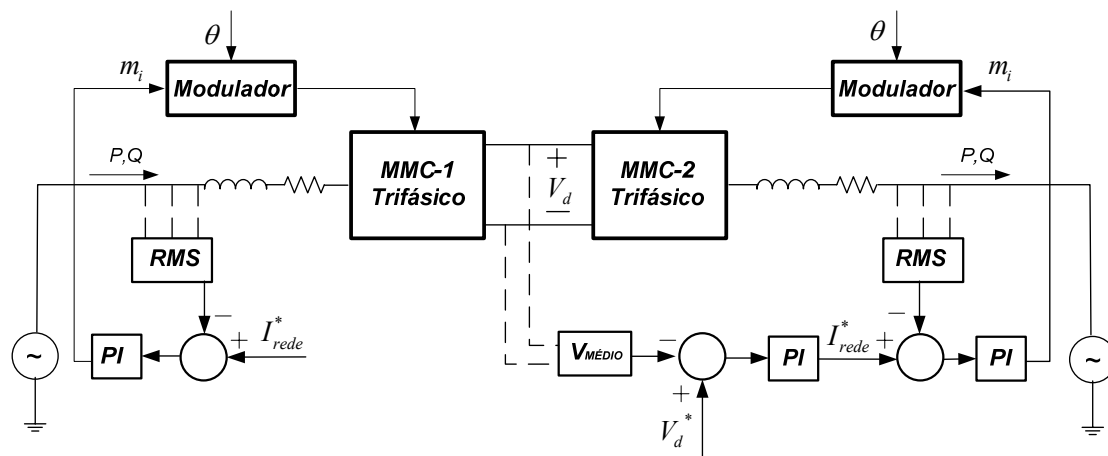 θ
θ
m_i
m_i
Modulador
Modulador
P,Q
MMC-1
Trifásico
+
V_d
−
MMC-2
Trifásico
P,Q
RMS
RMS
−
+
I*_rede
PI
~
V_MÉDIO
−
+
V_d*
PI
I*_rede
−
+
PI
~